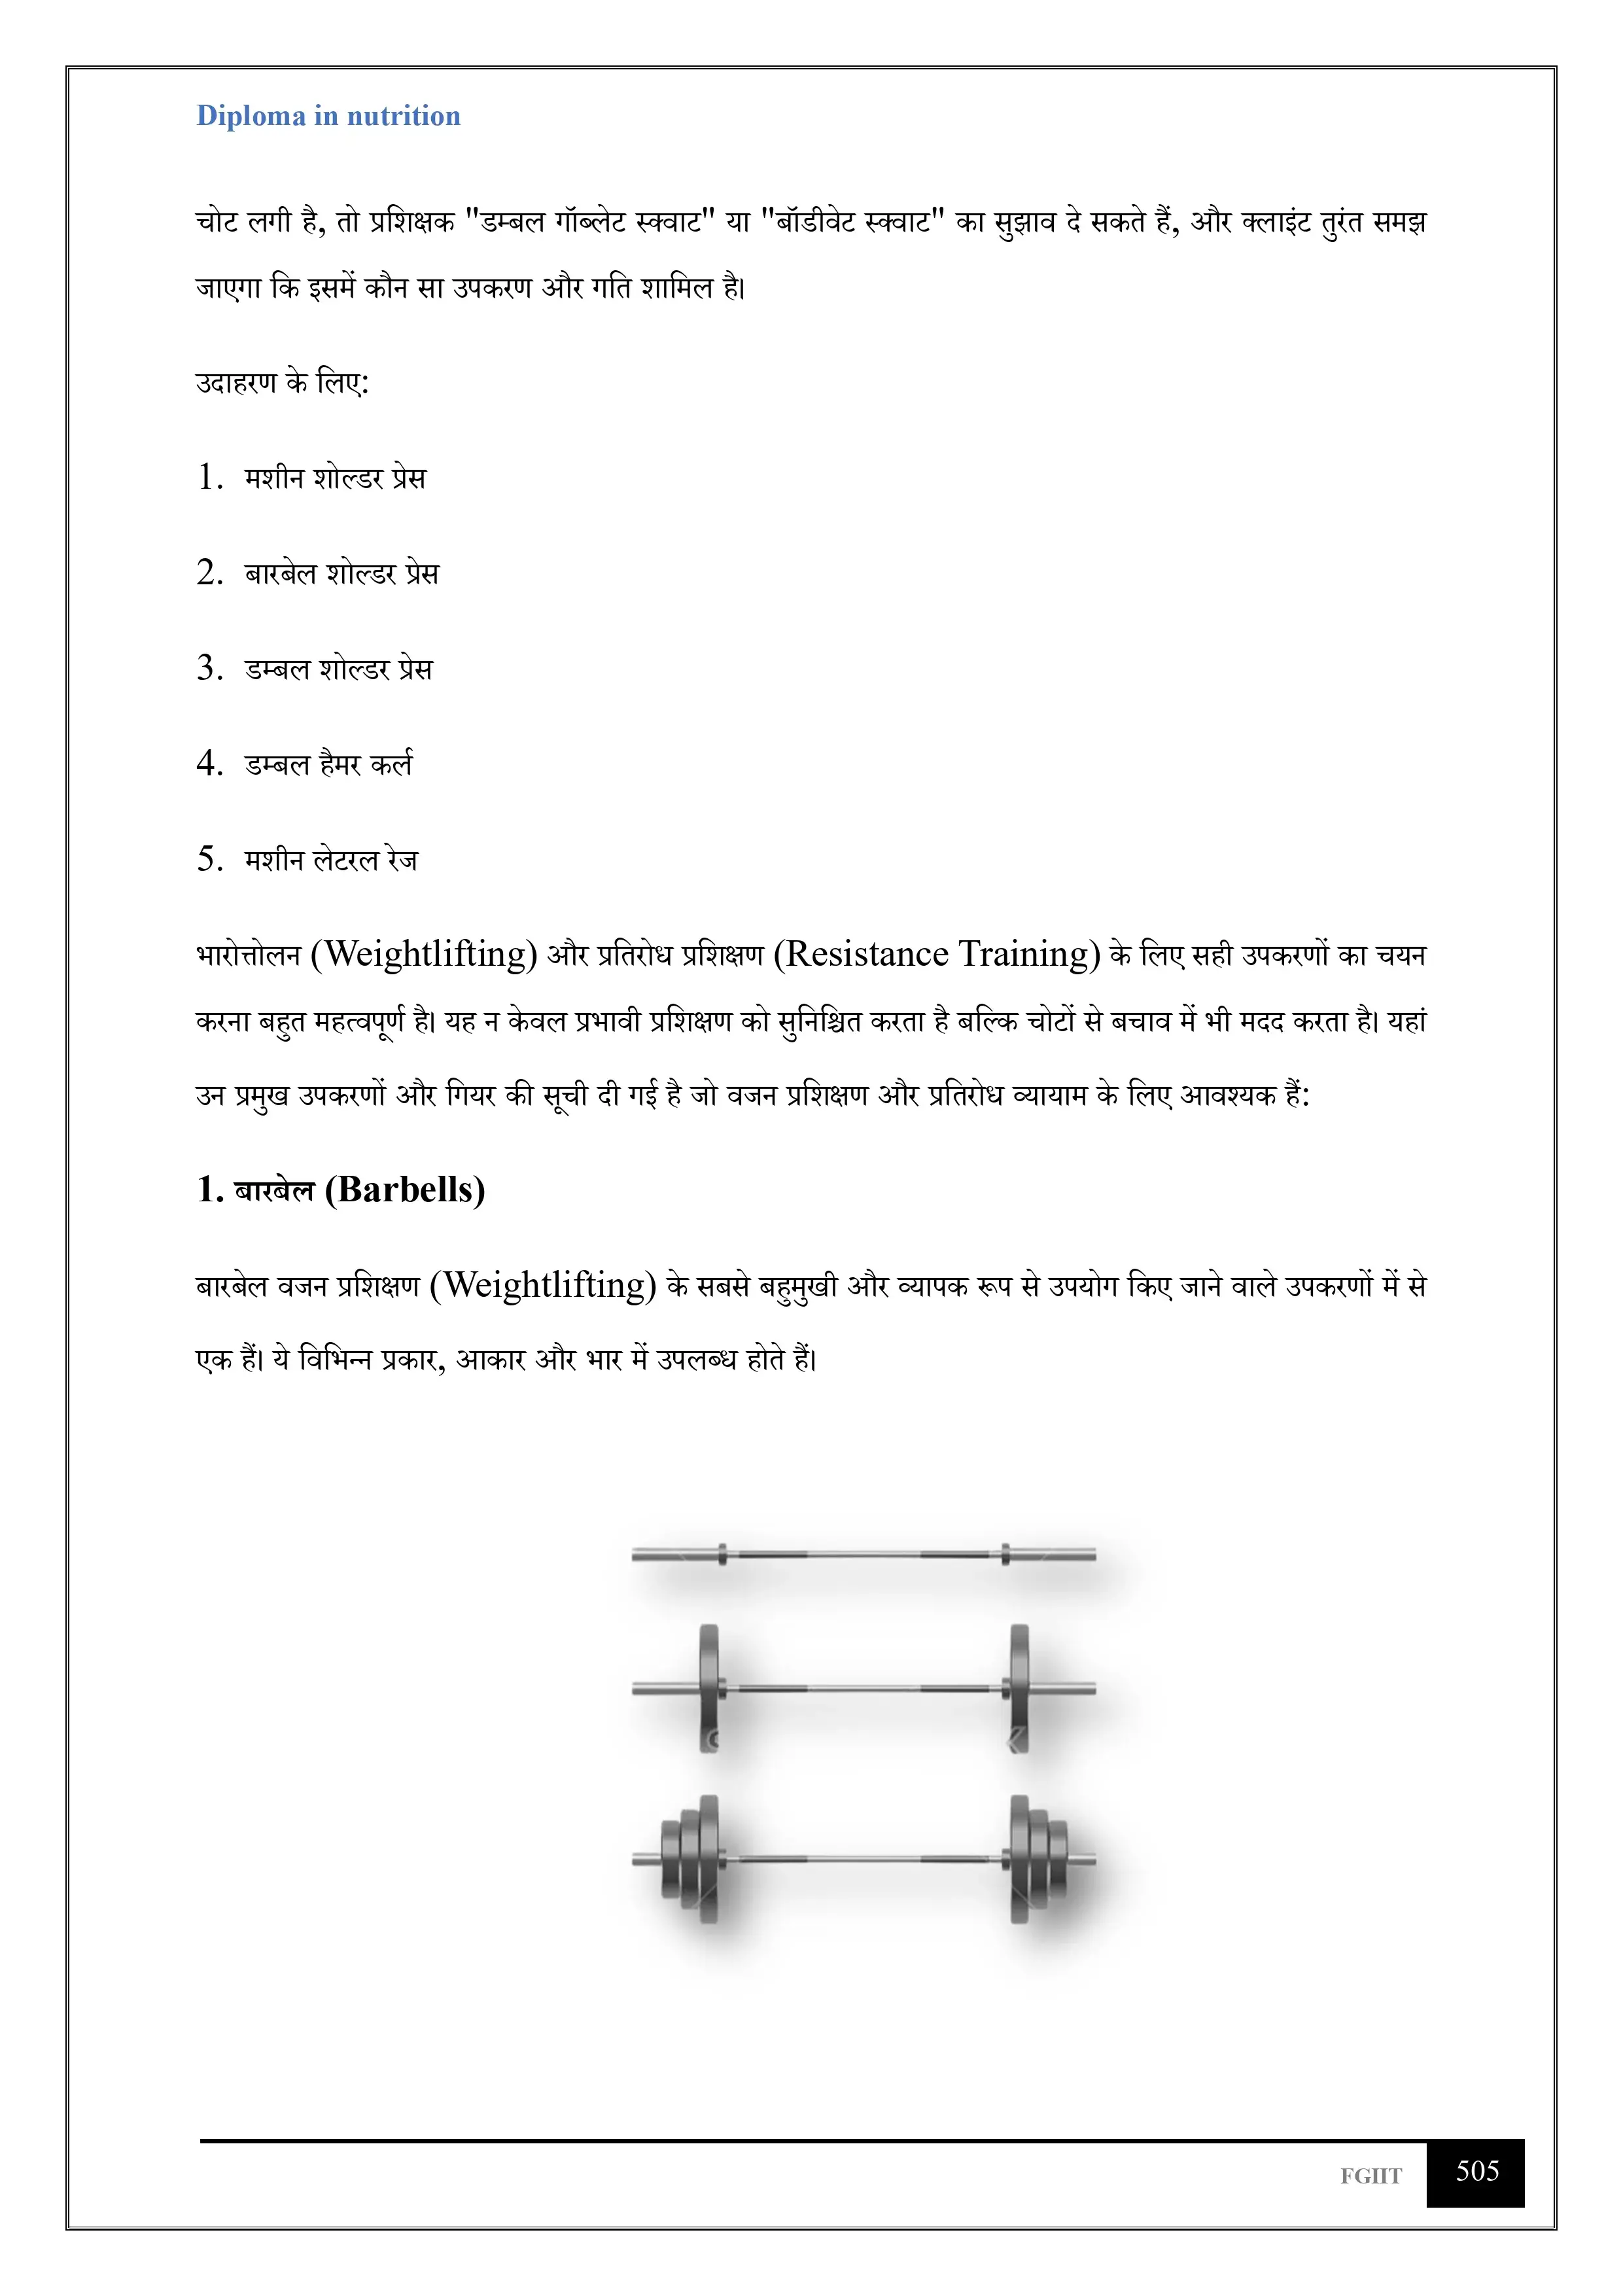 Diploma in nutrition
चोट लगी है, तो प्रशिक्षक "डम्बल गॉब्लेट स्क्वाट" या "बॉडीवेट स्क्वाट" का सुझाव दे सकते हैं, और क्लाइंट तुरंत समझ
जाएगा कि इसमें कौन सा उपकरण और गति शामिल है।
उदाहरण के लिए:
1. मशीन शोल्डर प्रेस
2. बारबेल शोल्डर प्रेस
3. डम्बल शोल्डर प्रेस
4. डम्बल हैमर कर्ल
5. मशीन लेटरल रेज
भारोत्तोलन (Weightlifting) और प्रतिरोध प्रशिक्षण (Resistance Training) के लिए सही उपकरणों का चयन
करना बहुत महत्वपूर्ण है। यह न केवल प्रभावी प्रशिक्षण को सुनिश्चित करता है बल्कि चोटों से बचाव में भी मदद करता है। यहां
उन प्रमुख उपकरणों और गियर की सूची दी गई है जो वजन प्रशिक्षण और प्रतिरोध व्यायाम के लिए आवश्यक हैं:
1. बारबेल (Barbells)
बारबेल वजन प्रशिक्षण (Weightlifting) के सबसे बहुमुखी और व्यापक रूप से उपयोग किए जाने वाले उपकरणों में से
एक हैं। ये विभिन्न प्रकार, आकार और भार में उपलब्ध होते हैं।
FGIIT 505